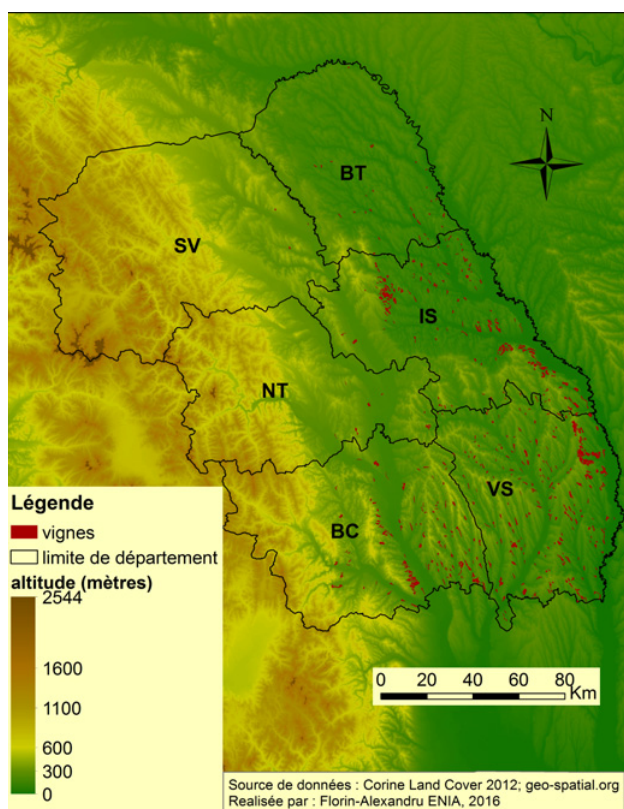 N
BT
SV
IS
NT
VS
BC
Légende
vignes
limite de département
altitude (mètres)
2544
1600
1100
600
300
0
0 20 40 60 80
Km
Source de données : Corine Land Cover 2012; geo-spatial.org
Realisée par : Florin-Alexandru ENIA, 2016